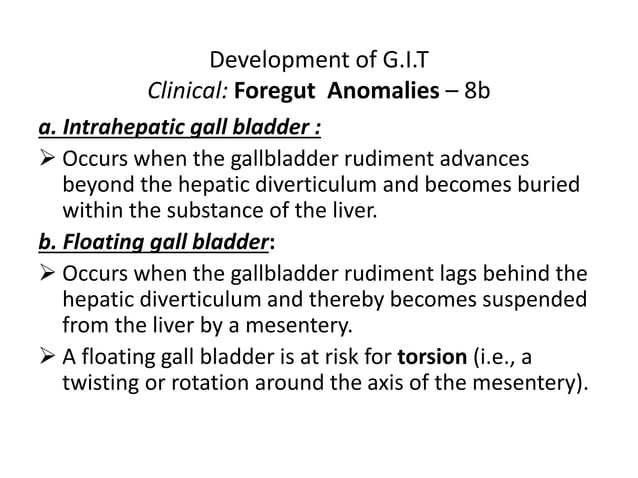 Development of G.I.T
Clinical: Foregut Anomalies – 8b
a. Intrahepatic gall bladder :
➢ Occurs when the gallbladder rudiment advances
beyond the hepatic diverticulum and becomes buried
within the substance of the liver.
b. Floating gall bladder:
➢ Occurs when the gallbladder rudiment lags behind the
hepatic diverticulum and thereby becomes suspended
from the liver by a mesentery.
➢ A floating gall bladder is at risk for torsion (i.e., a
twisting or rotation around the axis of the mesentery).